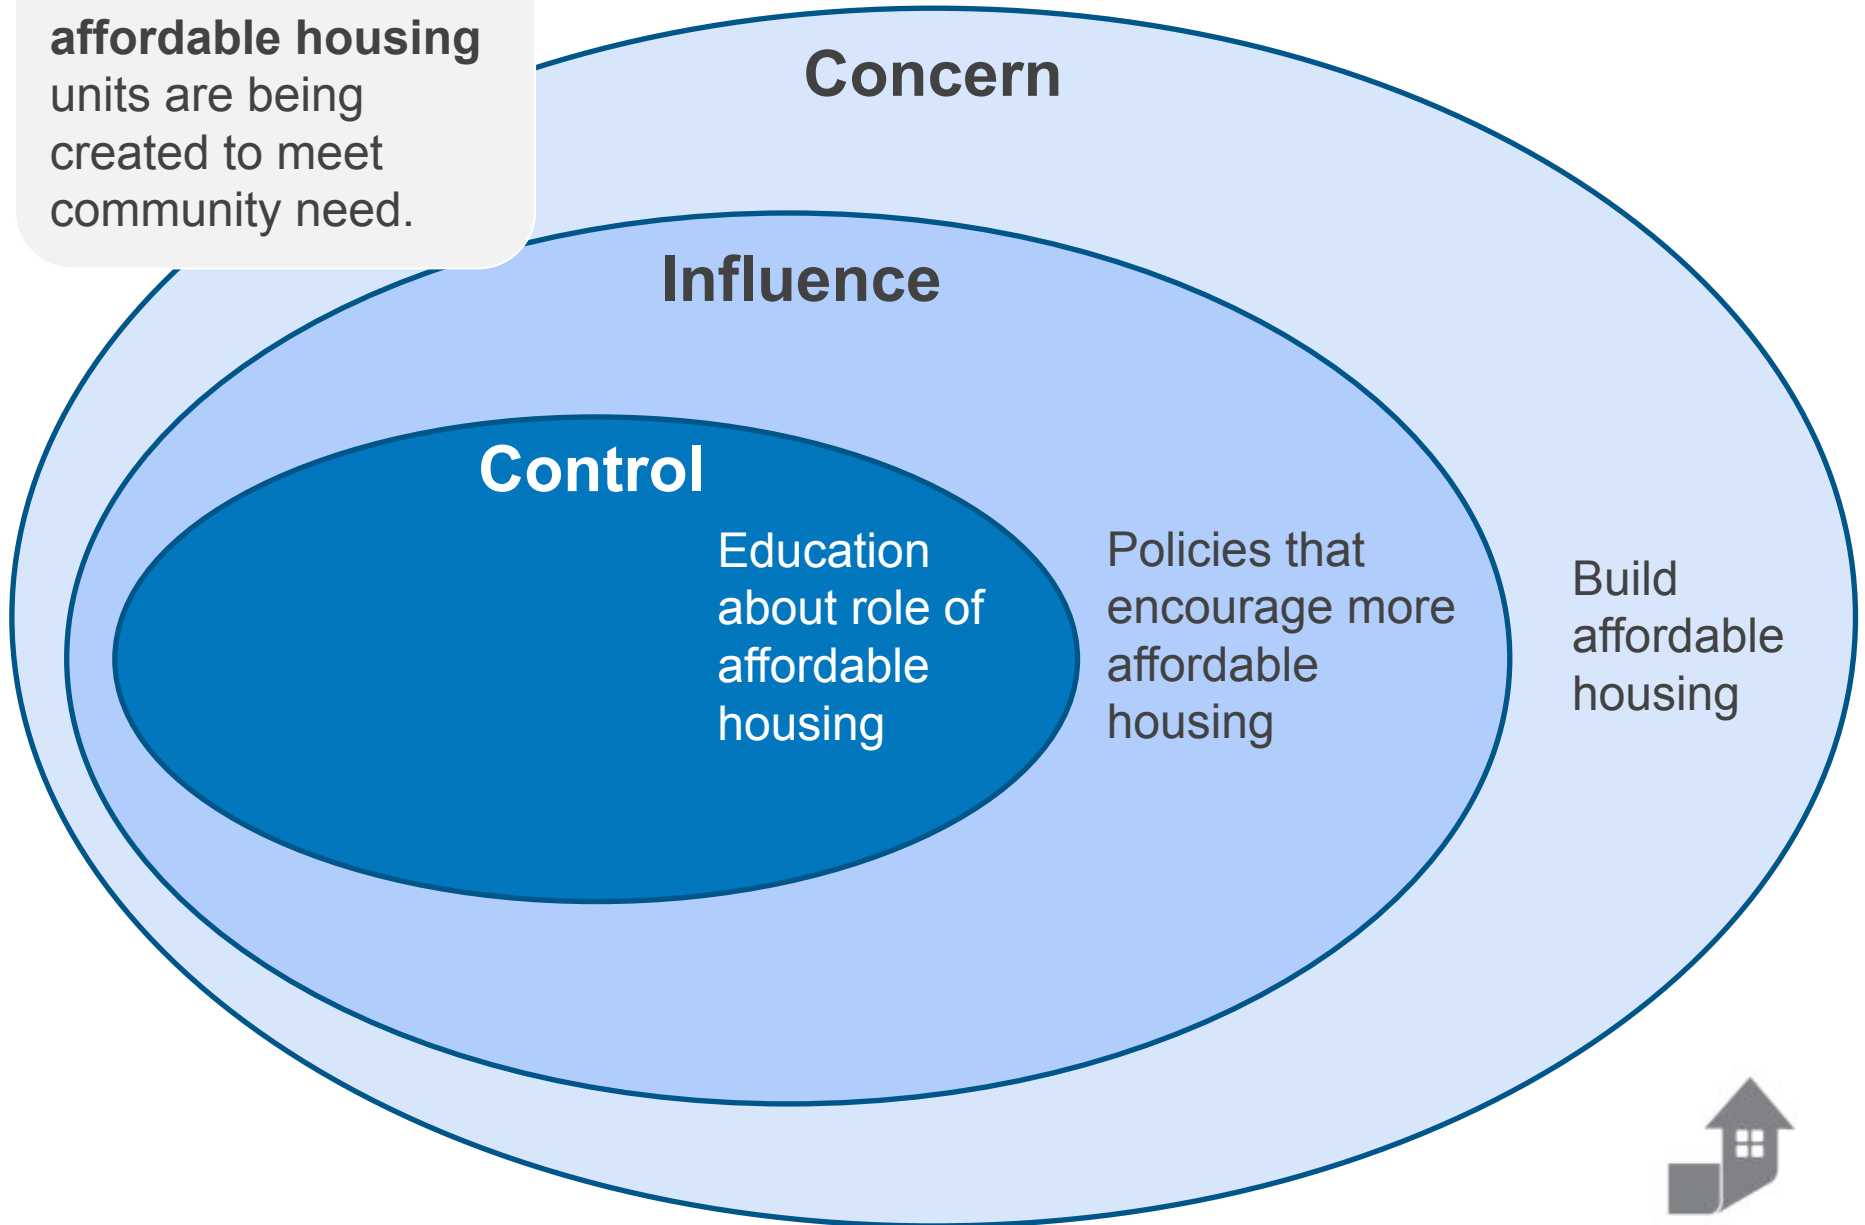 affordable housing
units are being
created to meet
community need.
Concern
Influence
Control
Education
about role of
affordable
housing
Policies that
encourage more
affordable
housing
Build
affordable
housing